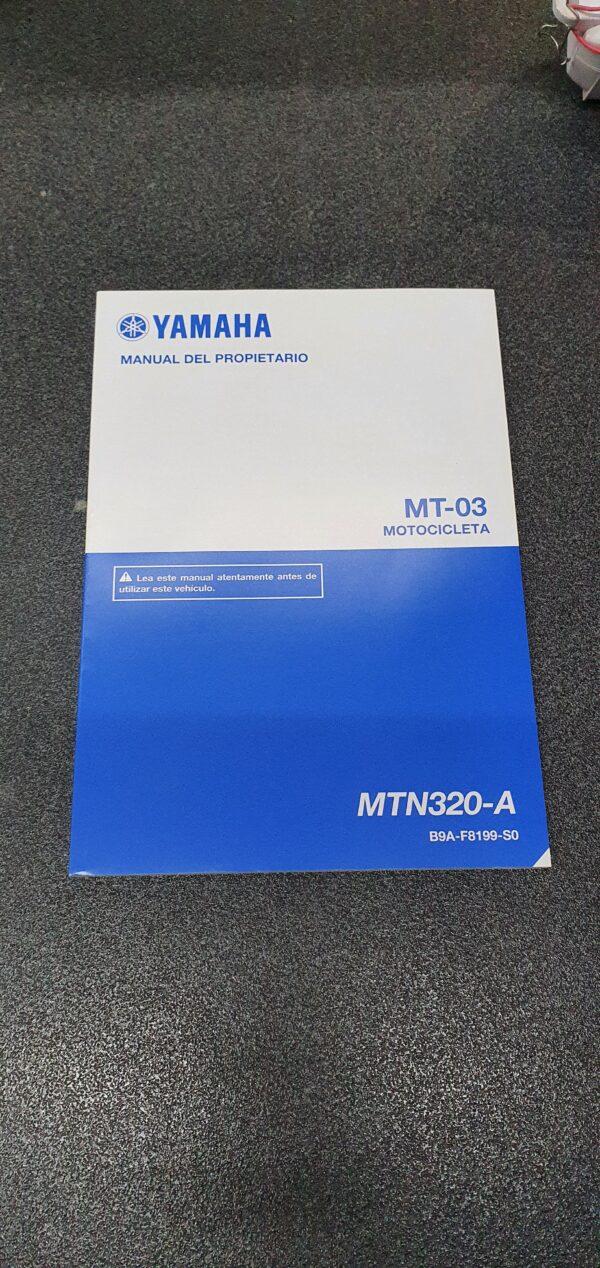 YAMAHA
MANUAL DEL PROPIETARIO
MT-03
MOTOCICLETA
Lea este manual atentamente antes de
utilizar este vehículo.
MTN320-A
B9A-F8199-S0